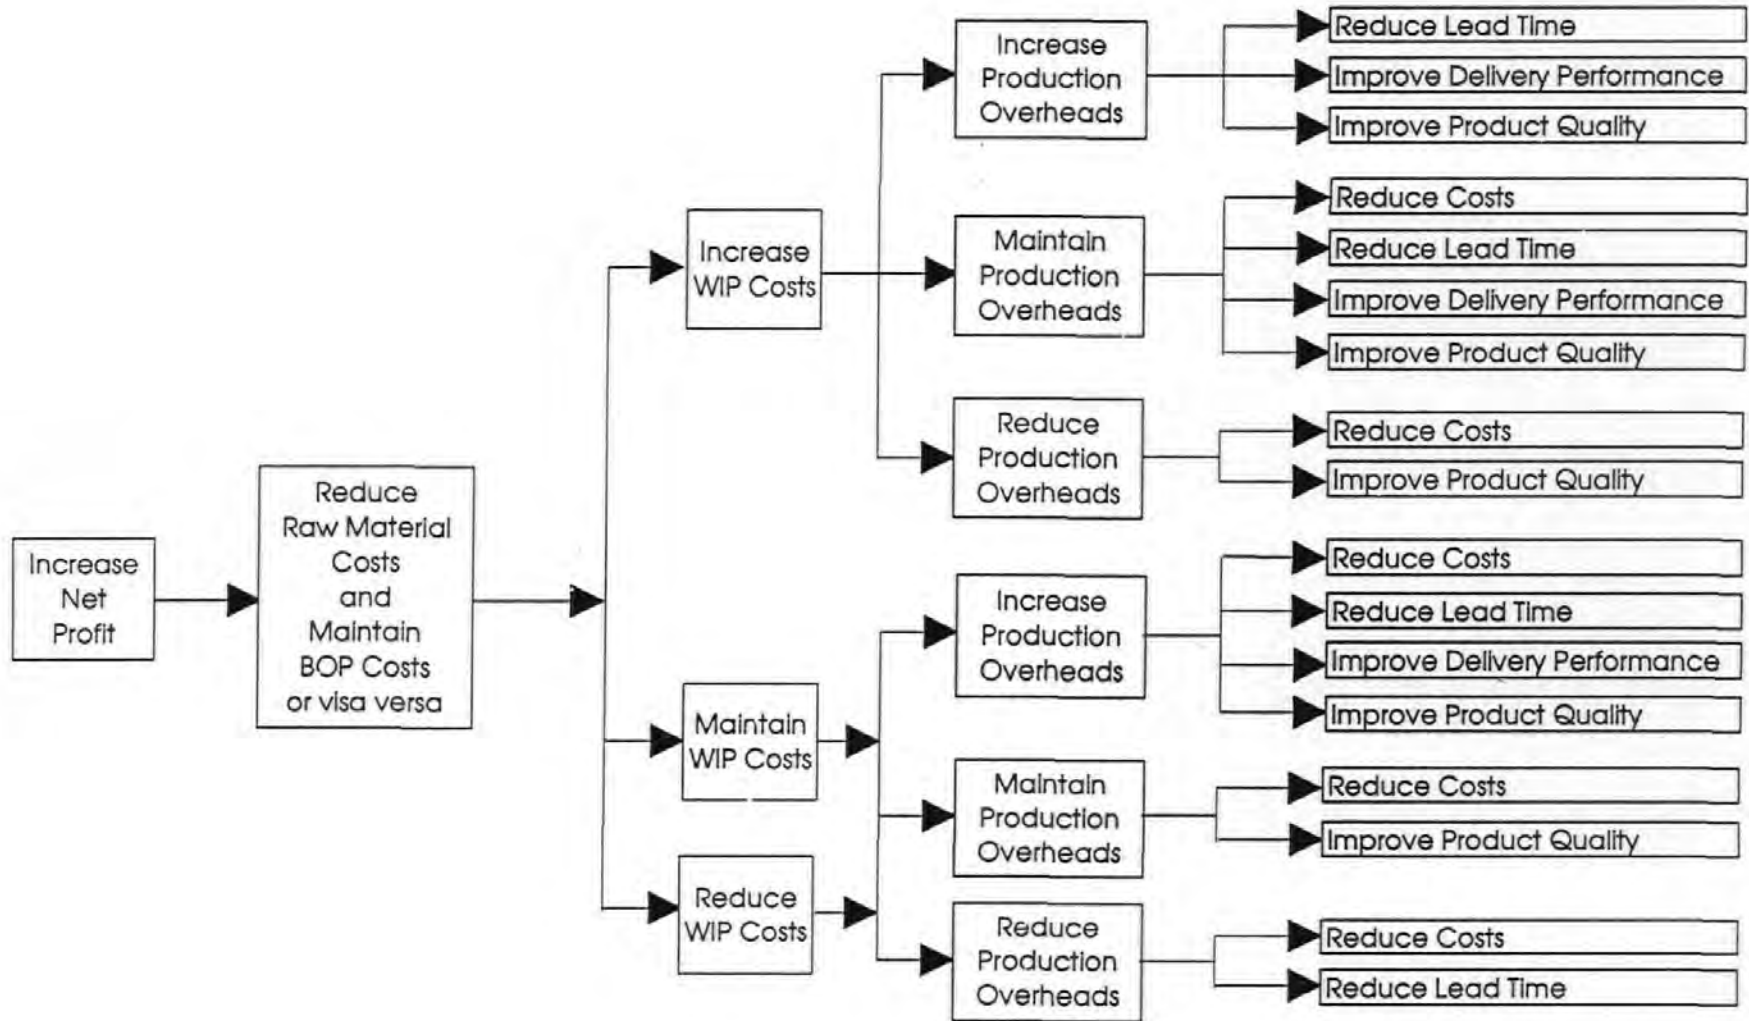 Increase
Net
Profit
Reduce
Raw Material
Costs
and
Maintain
BOP Costs
or visa versa
Increase
WIP Costs
Maintain
WIP Costs
Reduce
WIP Costs
Increase
Production
Overheads
Maintain
Production
Overheads
Reduce
Production
Overheads
Increase
Production
Overheads
Maintain
Production
Overheads
Reduce
Production
Overheads
Reduce Lead Time
Improve Delivery Performance
Improve Product Quality
Reduce Costs
Reduce Lead Time
Improve Delivery Performance
Improve Product Quality
Reduce Costs
Improve Product Quality
Reduce Costs
Reduce Lead Time
Improve Delivery Performance
Improve Product Quality
Reduce Costs
Improve Product Quality
Reduce Costs
Reduce Lead Time